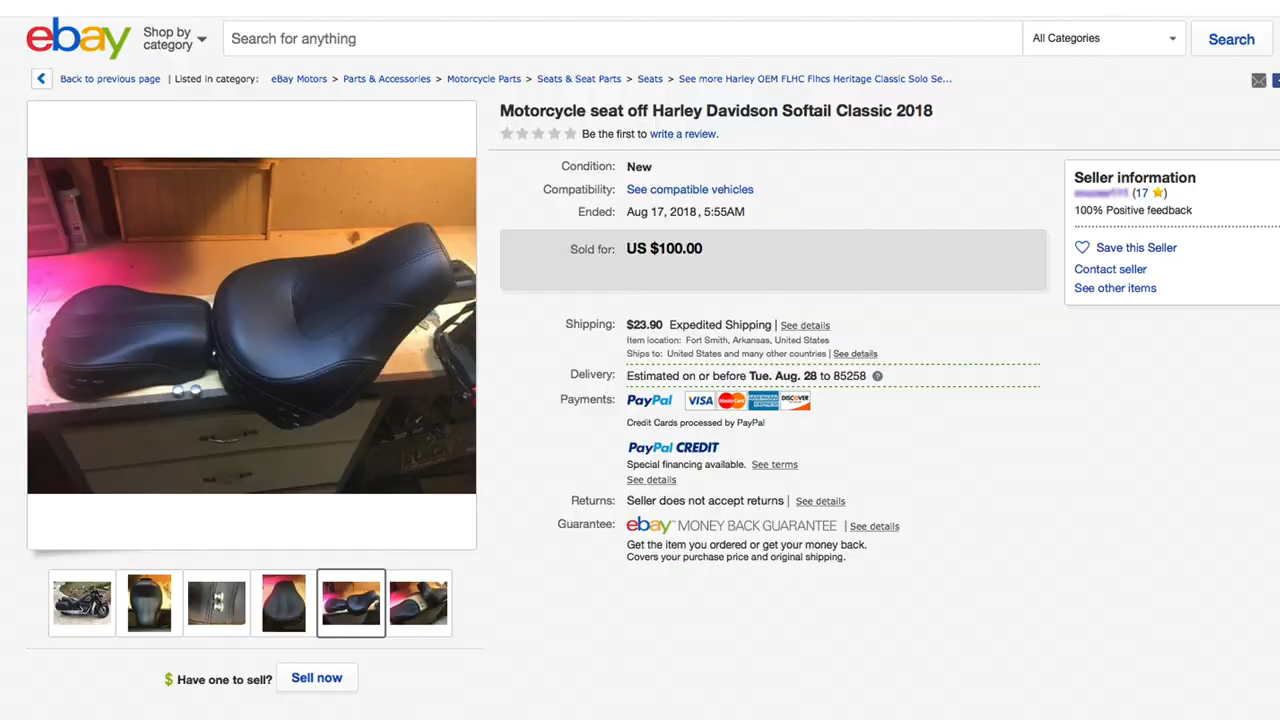 ebay
Shop by
category
Search for anything
All Categories
Search
Back to previous page | Listed in category: eBay Motors > Parts & Accessories > Motorcycle Parts > Seats & Seat Parts > Seats > See more Harley OEM FLHC Flhcs Heritage Classic Solo Se...
Motorcycle seat off Harley Davidson Softail Classic 2018
Be the first to write a review.
Condition: New
Compatibility: See compatible vehicles
Ended: Aug 17, 2018 , 5:55AM
Sold for: US $100.00
Shipping: $23.90 Expedited Shipping | See details
Item location: Fort Smith, Arkansas, United States
Ships to: United States and many other countries | See details
Delivery: Estimated on or before Tue. Aug. 28 to 85258
Payments: PayPal VISA MasterCard AMERICAN EXPRESS DISCOVER
Credit Cards processed by PayPal
PayPal CREDIT
Special financing available. See terms
See details
Returns: Seller does not accept returns | See details
Guarantee: ebay MONEY BACK GUARANTEE | See details
Get the item you ordered or get your money back.
Covers your purchase price and original shipping.
Seller information
(17 )
100% Positive feedback
Save this Seller
Contact seller
See other items
$ Have one to sell? Sell now